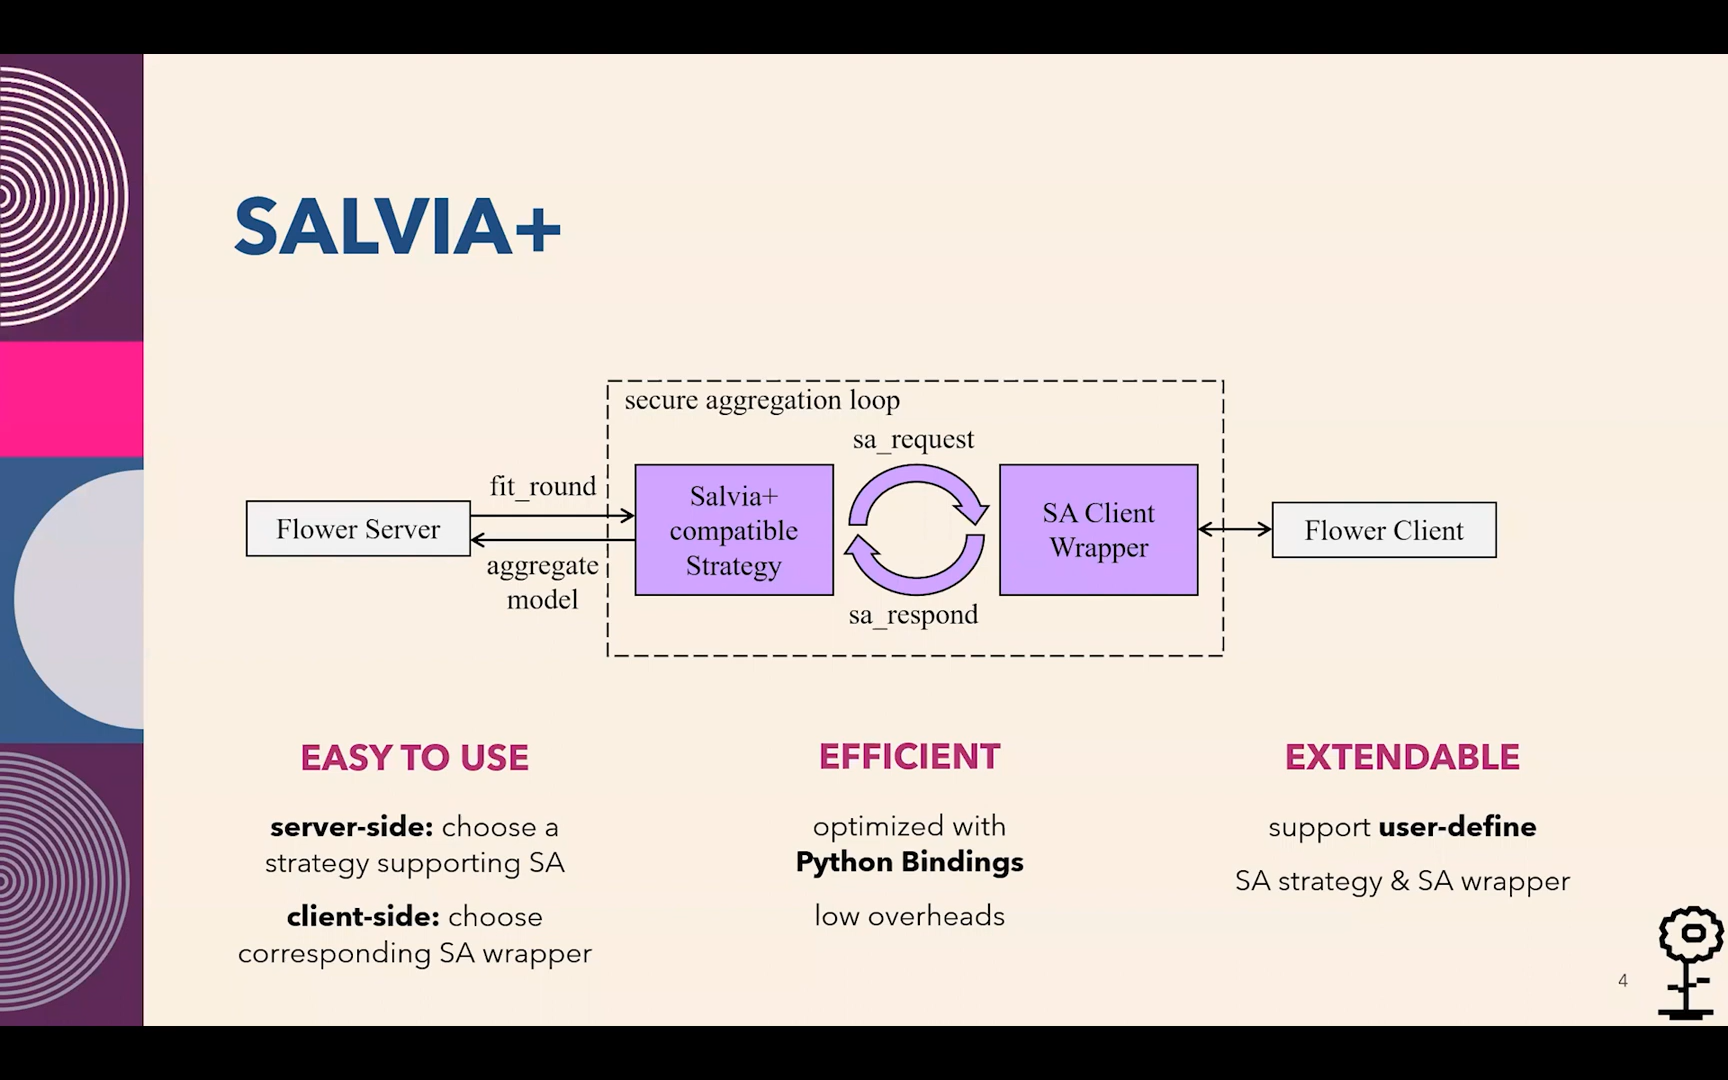 SALVIA+
secure aggregation loop
sa_request
fit_round
Flower Server
Salvia+
compatible
Strategy
SA Client
Wrapper
Flower Client
aggregate
model
sa_respond
EASY TO USE
server-side: choose a
strategy supporting SA
client-side: choose
corresponding SA wrapper
EFFICIENT
optimized with
Python Bindings
low overheads
EXTENDABLE
support user-define
SA strategy & SA wrapper
4